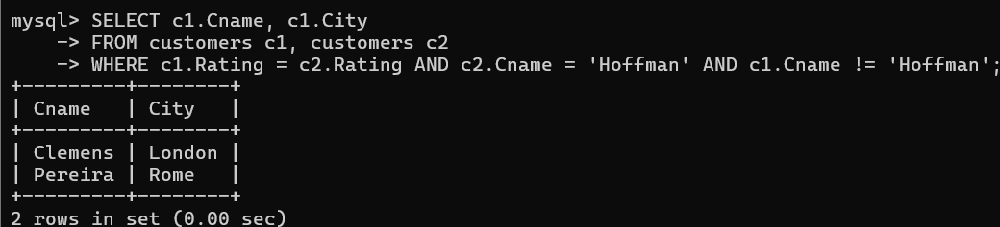 mysql> SELECT c1.Cname, c1.City
    -> FROM customers c1, customers c2
    -> WHERE c1.Rating = c2.Rating AND c2.Cname = 'Hoffman' AND c1.Cname != 'Hoffman';
+---------+--------+
| Cname   | City   |
+---------+--------+
| Clemens | London |
| Pereira | Rome   |
+---------+--------+
2 rows in set (0.00 sec)